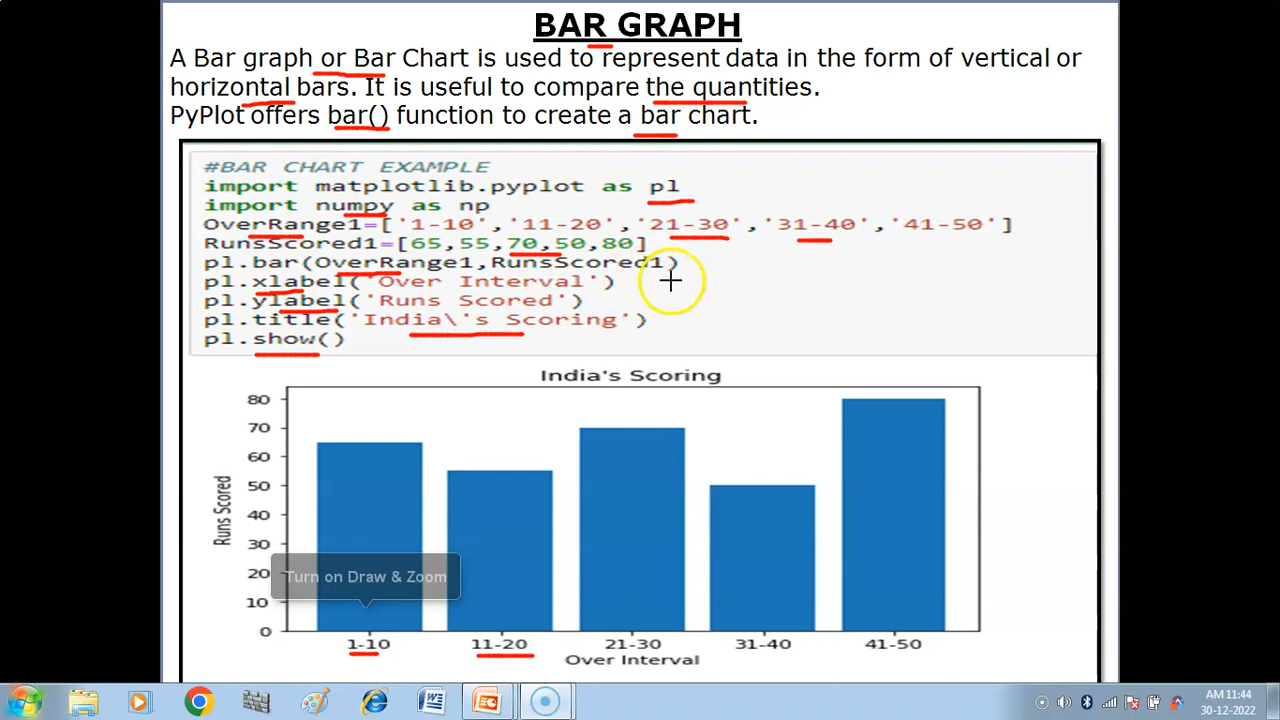 BAR GRAPH
A Bar graph or Bar Chart is used to represent data in the form of vertical or
horizontal bars. It is useful to compare the quantities.
PyPlot offers bar() function to create a bar chart.
#BAR CHART EXAMPLE
import matplotlib.pyplot as pl
import numpy as np
OverRange1=['1-10','11-20','21-30','31-40','41-50']
RunsScored1=[65,55,70,50,80]
pl.bar(OverRange1,RunsScored1)
pl.xlabel('Over Interval')
pl.ylabel('Runs Scored')
pl.title('India\'s Scoring')
pl.show()
India's Scoring
80
70
60
50
40
30
20
10
0
Runs Scored
Turn on Draw & Zoom
1-10 11-20 21-30 31-40 41-50
Over Interval
AM 11:44
30-12-2022